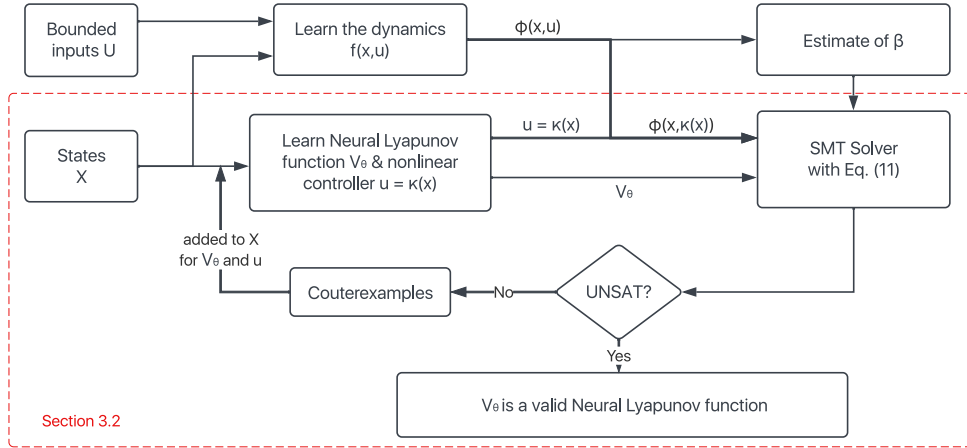 Bounded
inputs U
Learn the dynamics
f(x,u)
ϕ(x,u)
Estimate of β
States
X
Learn Neural Lyapunov
function Vθ & nonlinear
controller u = κ(x)
u = κ(x)
ϕ(x,κ(x))
Vθ
SMT Solver
with Eq. (11)
added to X
for Vθ and u
Couterexamples
No
UNSAT?
Yes
Vθ is a valid Neural Lyapunov function
Section 3.2